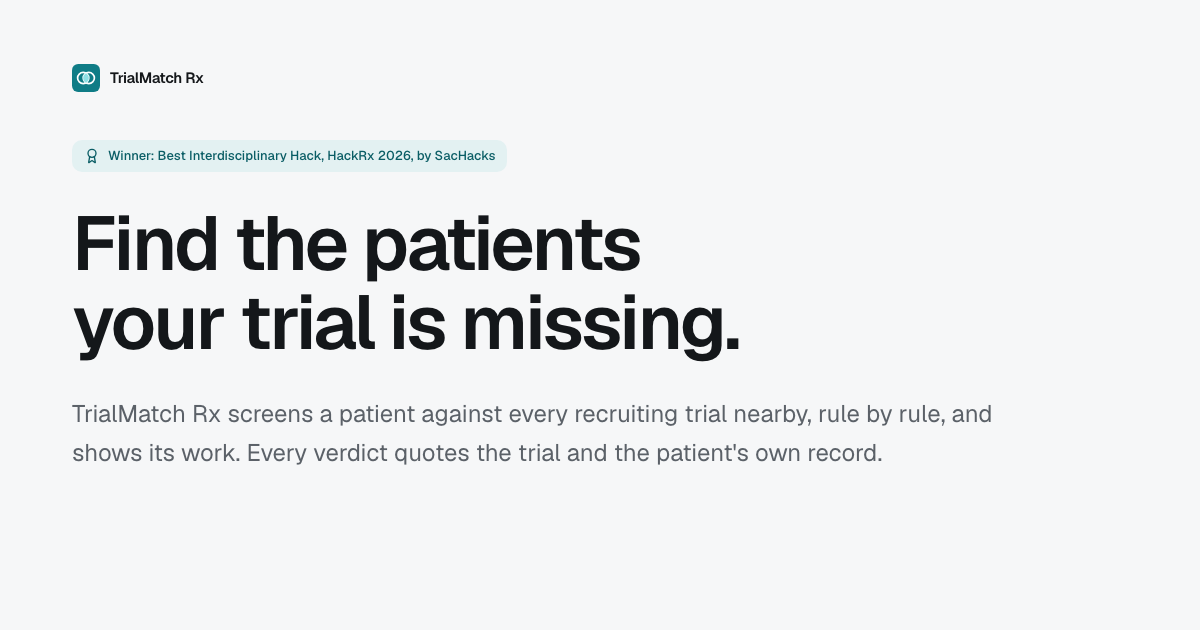 TrialMatch Rx
Winner: Best Interdisciplinary Hack, HackRx 2026, by SacHacks
Find the patients
your trial is missing.
TrialMatch Rx screens a patient against every recruiting trial nearby, rule by rule, and
shows its work. Every verdict quotes the trial and the patient's own record.